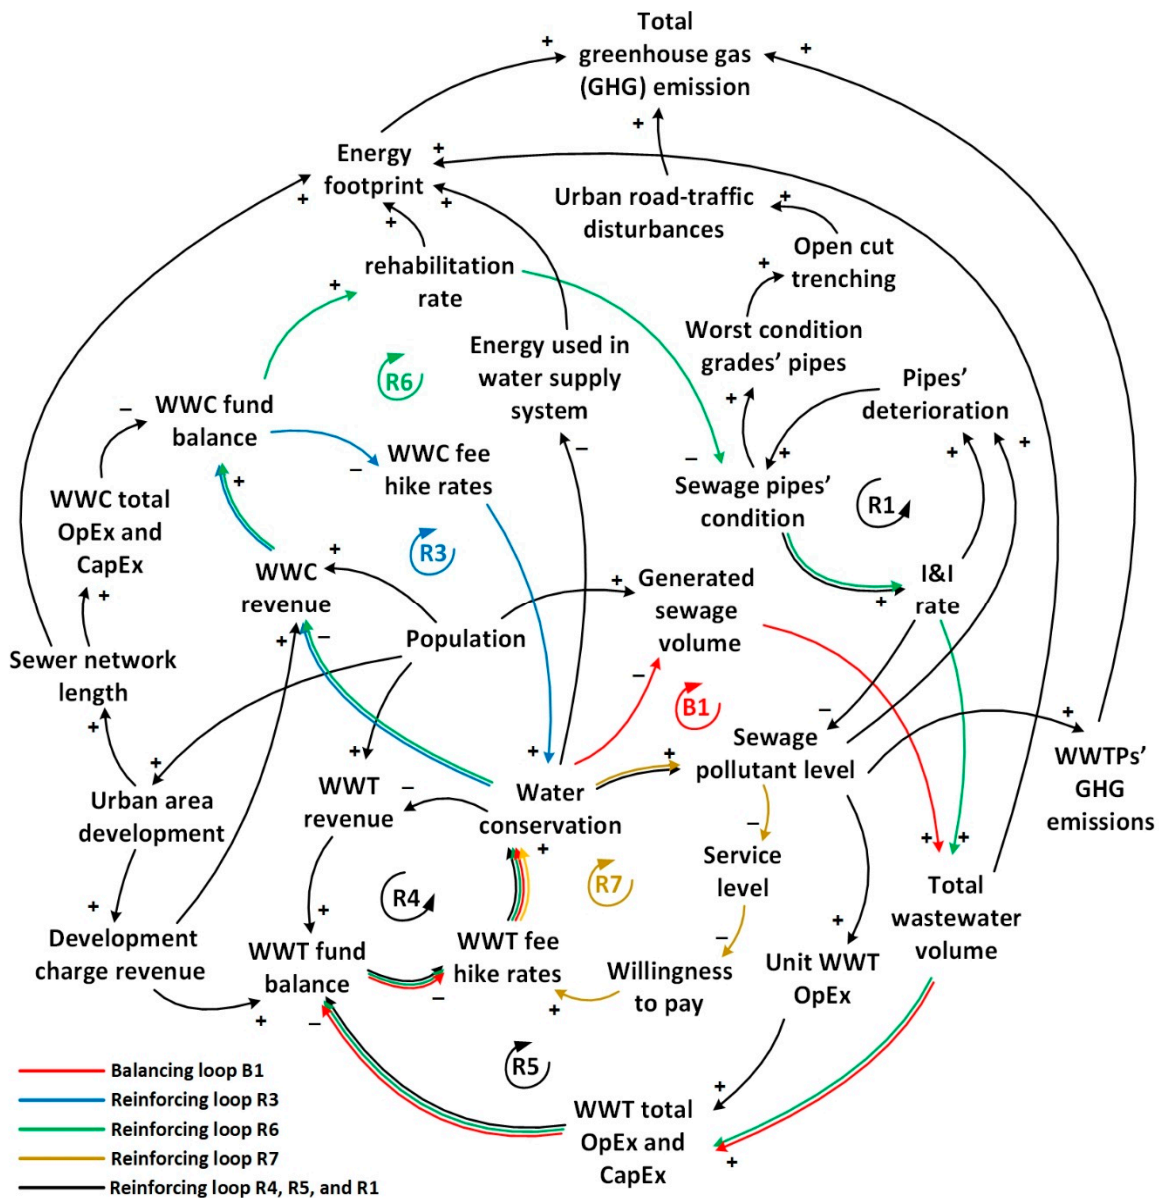 Total
greenhouse gas
(GHG) emission
+
+
+
Energy
footprint
+
+
+
+
Urban road-traffic
disturbances
+
Open cut
trenching
+
rehabilitation
rate
+
Worst condition
grades' pipes
+
Energy used in
water supply
system
–
Pipes'
deterioration
+
+
R6
WWC fund
balance
–
+
WWC fee
hike rates
–
Sewage pipes'
condition
–
+
R1
WWC total
OpEx and
CapEx
+
R3
WWC
revenue
+
+
–
Generated
sewage
volume
+
–
I&I
rate
+
Population
Sewer network
length
+
B1
Sewage
pollutant level
–
+
WWTPs'
GHG
emissions
+
Urban area
development
+
WWT
revenue
+
–
Water
conservation
+
+
Service
level
–
R7
R4
Total
wastewater
volume
+
+
Development
charge revenue
+
WWT fund
balance
+
+
–
WWT fee
hike rates
–
+
Willingness
to pay
–
Unit WWT
OpEx
+
R5
WWT total
OpEx and
CapEx
+
+
Balancing loop B1
Reinforcing loop R3
Reinforcing loop R6
Reinforcing loop R7
Reinforcing loop R4, R5, and R1